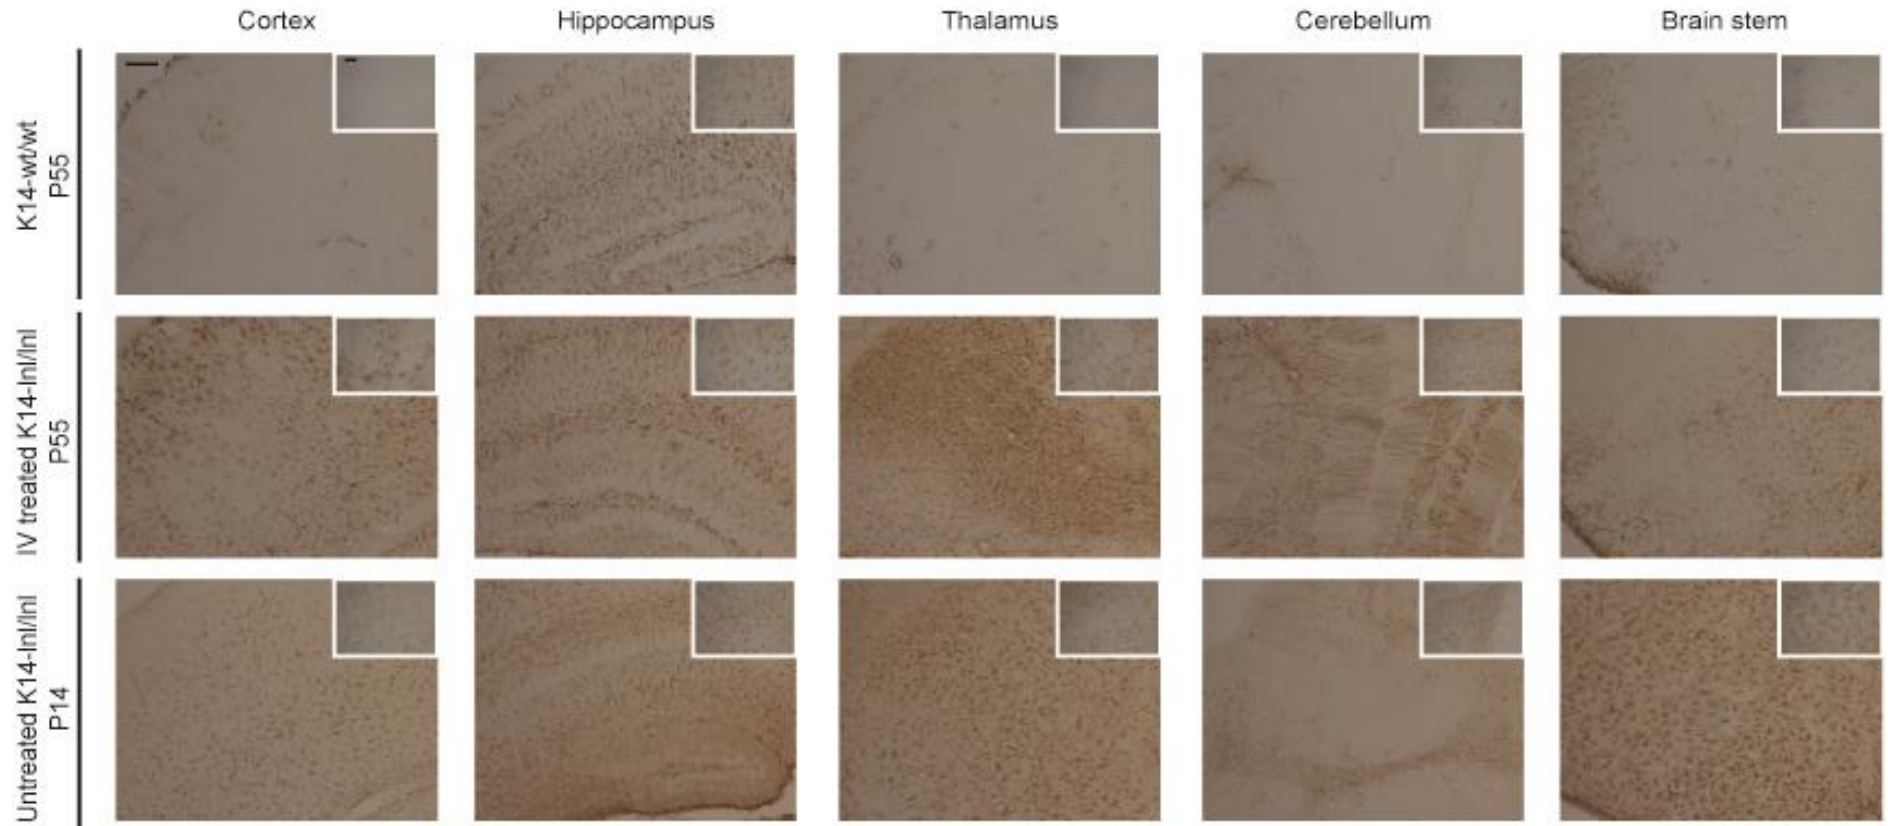 Cortex
Hippocampus
Thalamus
Cerebellum
Brain stem
K14-wt/wt
P55
IV treated K14-lnl/lnl
P55
Untreated K14-lnl/lnl
P14